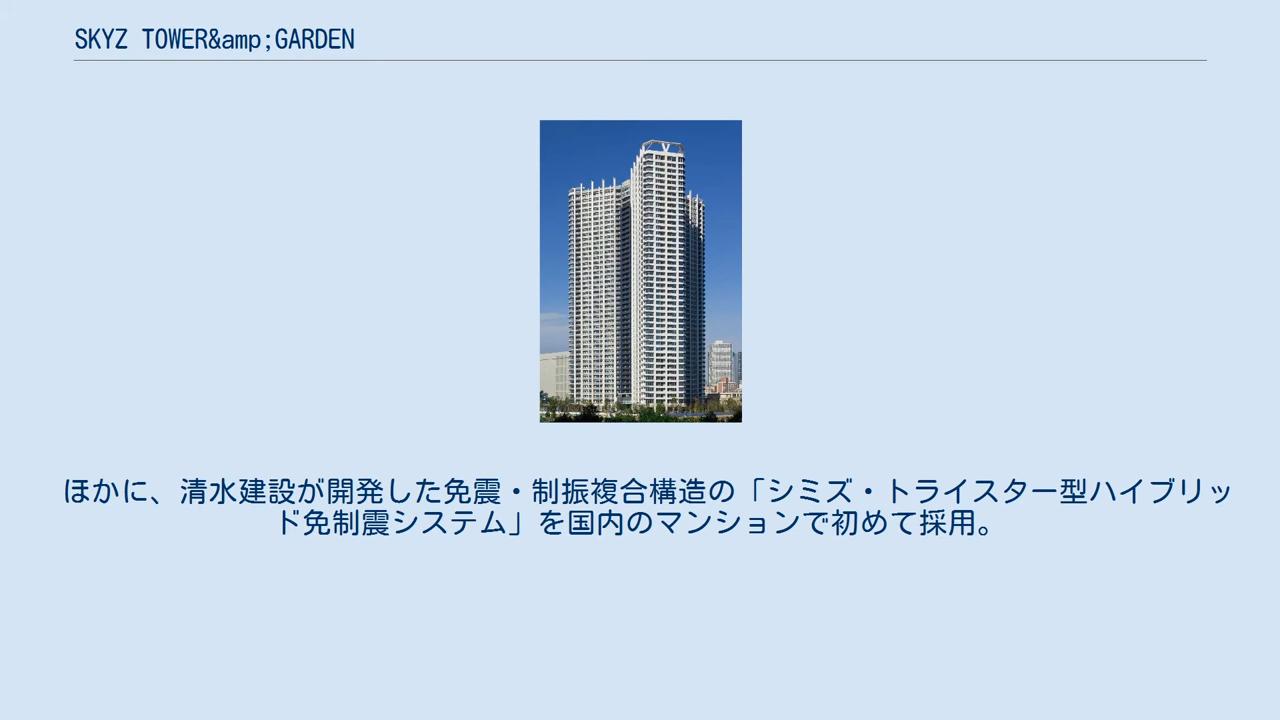 SKYZ TOWER&amp;GARDEN
ほかに、清水建設が開発した免震・制振複合構造の「シミズ・トライスター型ハイブリッ
ド免制震システム」を国内のマンションで初めて採用。